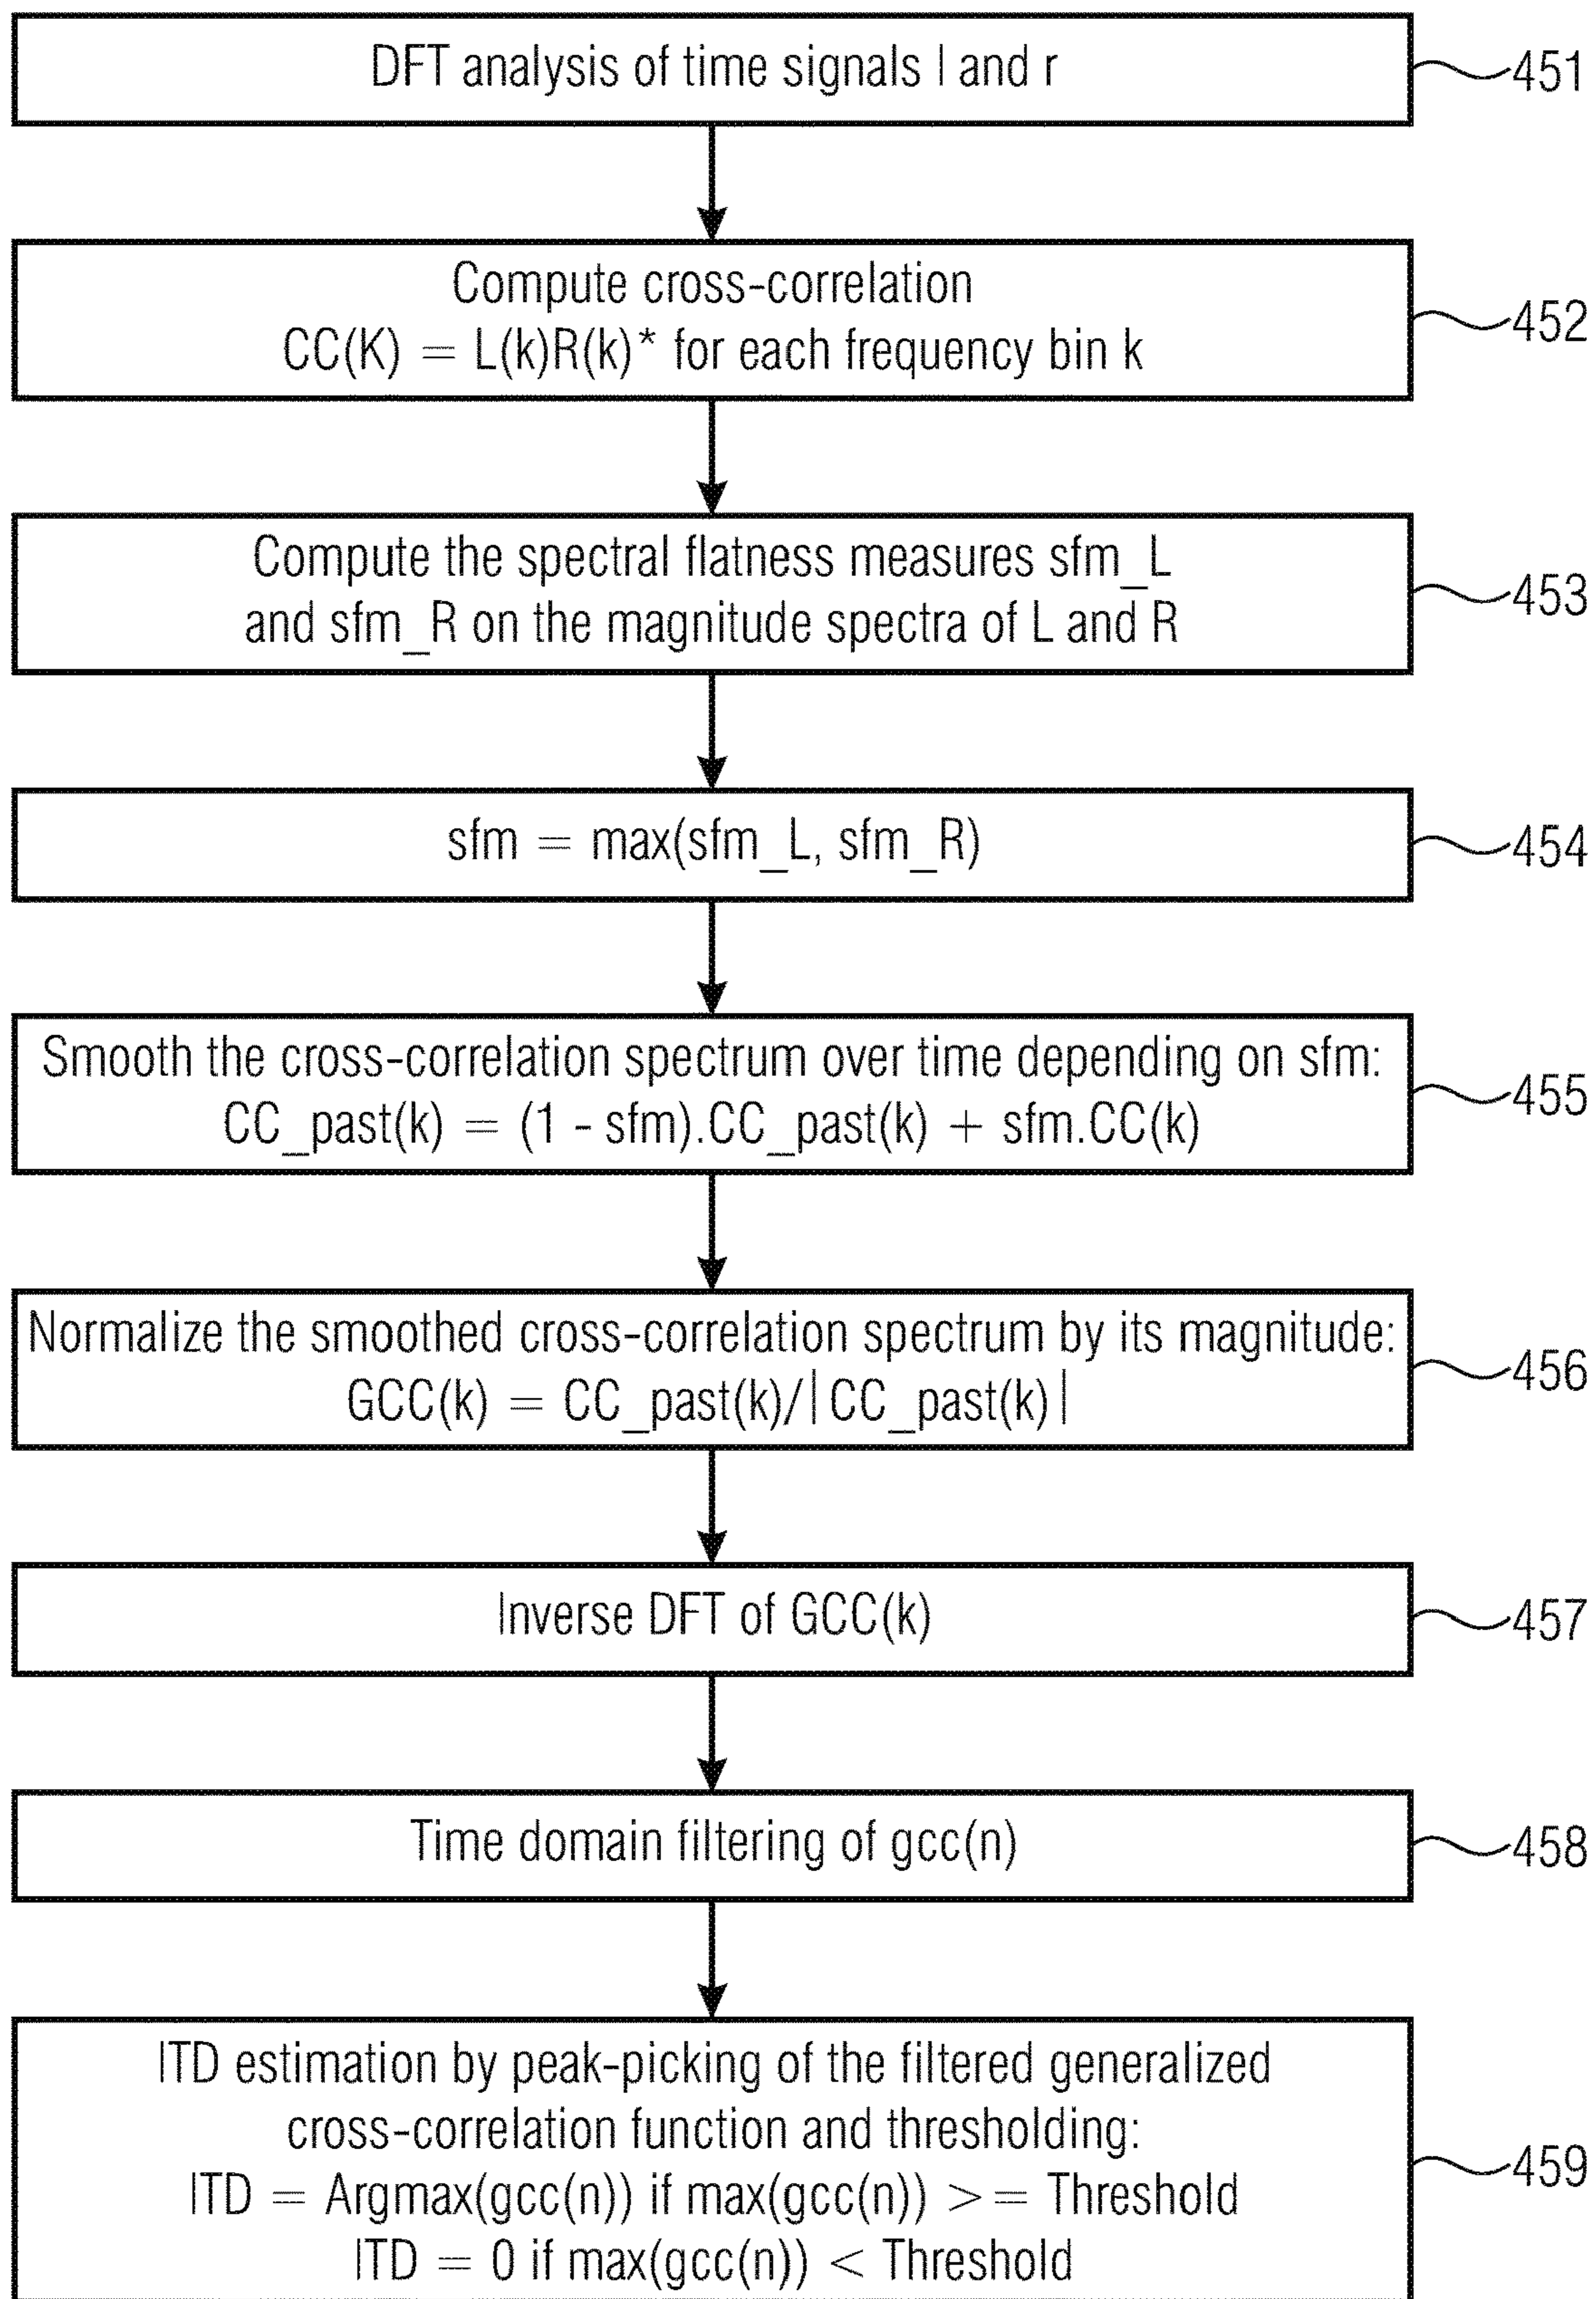 DFT analysis of time signals l and r
451
Compute cross-correlation
CC(K) = L(k)R(k)* for each frequency bin k
452
Compute the spectral flatness measures sfm_L
and sfm_R on the magnitude spectra of L and R
453
sfm = max(sfm_L, sfm_R)
454
Smooth the cross-correlation spectrum over time depending on sfm:
CC_past(k) = (1 - sfm).CC_past(k) + sfm.CC(k)
455
Normalize the smoothed cross-correlation spectrum by its magnitude:
GCC(k) = CC_past(k)/|CC_past(k)|
456
Inverse DFT of GCC(k)
457
Time domain filtering of gcc(n)
458
ITD estimation by peak-picking of the filtered generalized
cross-correlation function and thresholding:
ITD = Argmax(gcc(n)) if max(gcc(n)) >= Threshold
ITD = 0 if max(gcc(n)) < Threshold
459